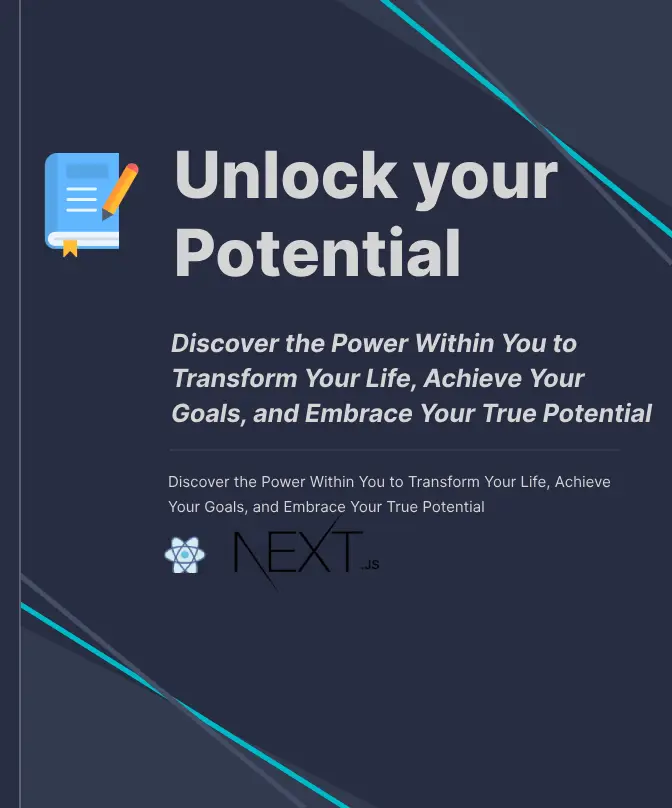 Unlock your
Potential
Discover the Power Within You to
Transform Your Life, Achieve Your
Goals, and Embrace Your True Potential
Discover the Power Within You to Transform Your Life, Achieve
Your Goals, and Embrace Your True Potential
NEXT.JS